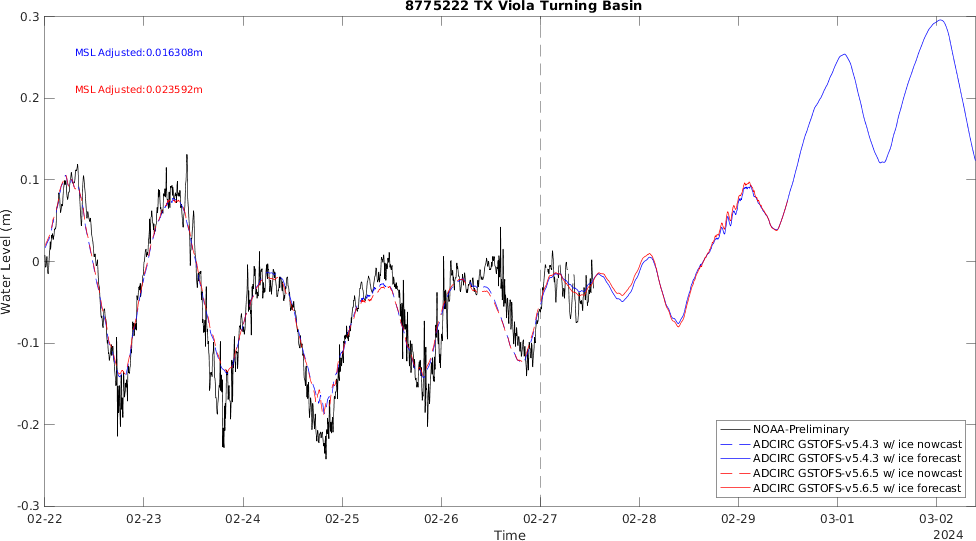 8775222 TX Viola Turning Basin
MSL Adjusted:0.016308m
MSL Adjusted:0.023592m
Water Level (m)
0.3
0.2
0.1
0
-0.1
-0.2
-0.3
NOAA-Preliminary
ADCIRC GSTOFS-v5.4.3 w/ ice nowcast
ADCIRC GSTOFS-v5.4.3 w/ ice forecast
ADCIRC GSTOFS-v5.6.5 w/ ice nowcast
ADCIRC GSTOFS-v5.6.5 w/ ice forecast
02-22 02-23 02-24 02-25 02-26 02-27 02-28 02-29 03-01 03-02
Time
2024